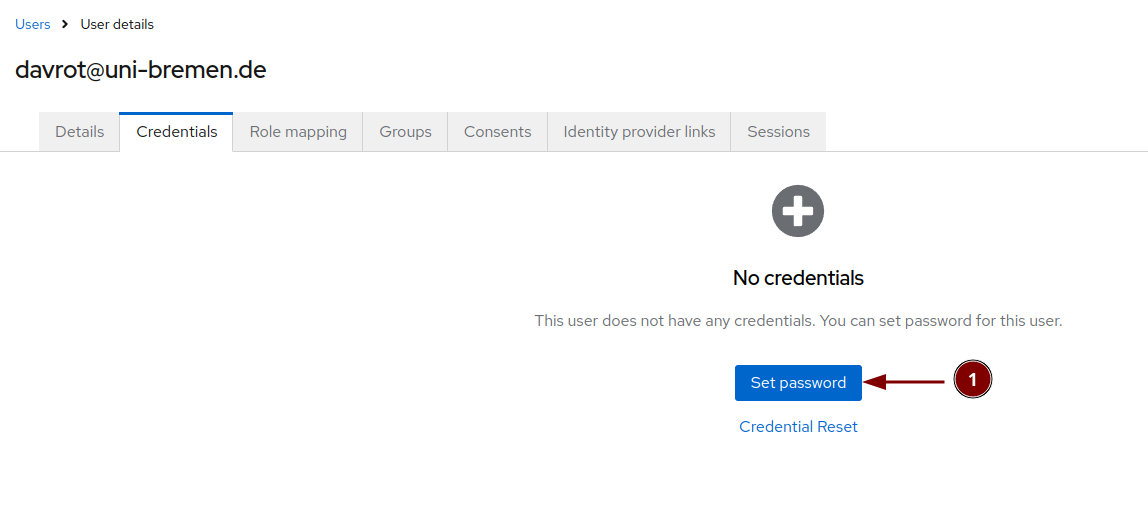 Users > User details
davrot@uni-bremen.de
Details Credentials Role mapping Groups Consents Identity provider links Sessions
No credentials
This user does not have any credentials. You can set password for this user.
Set password 1
Credential Reset